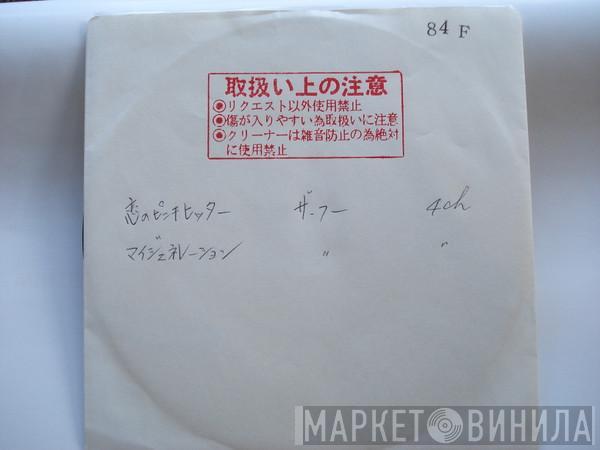 84 F
取扱い上の注意
◉リクエスト以外使用禁止
◉傷が入りやすい為取扱いに注意
◉クリーナーは雑音防止の為絶対
に使用禁止
恋のピンチヒッター ザ・フー 4ch
マイジェネレーション 〃 〃
МАРКЕТ ВИНИЛА